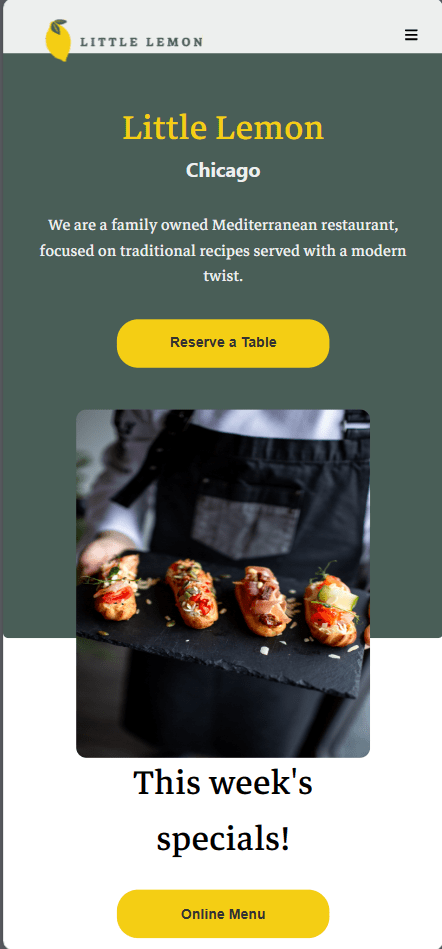 LITTLE LEMON
Little Lemon
Chicago
We are a family owned Mediterranean restaurant,
focused on traditional recipes served with a modern
twist.
Reserve a Table
This week's
specials!
Online Menu